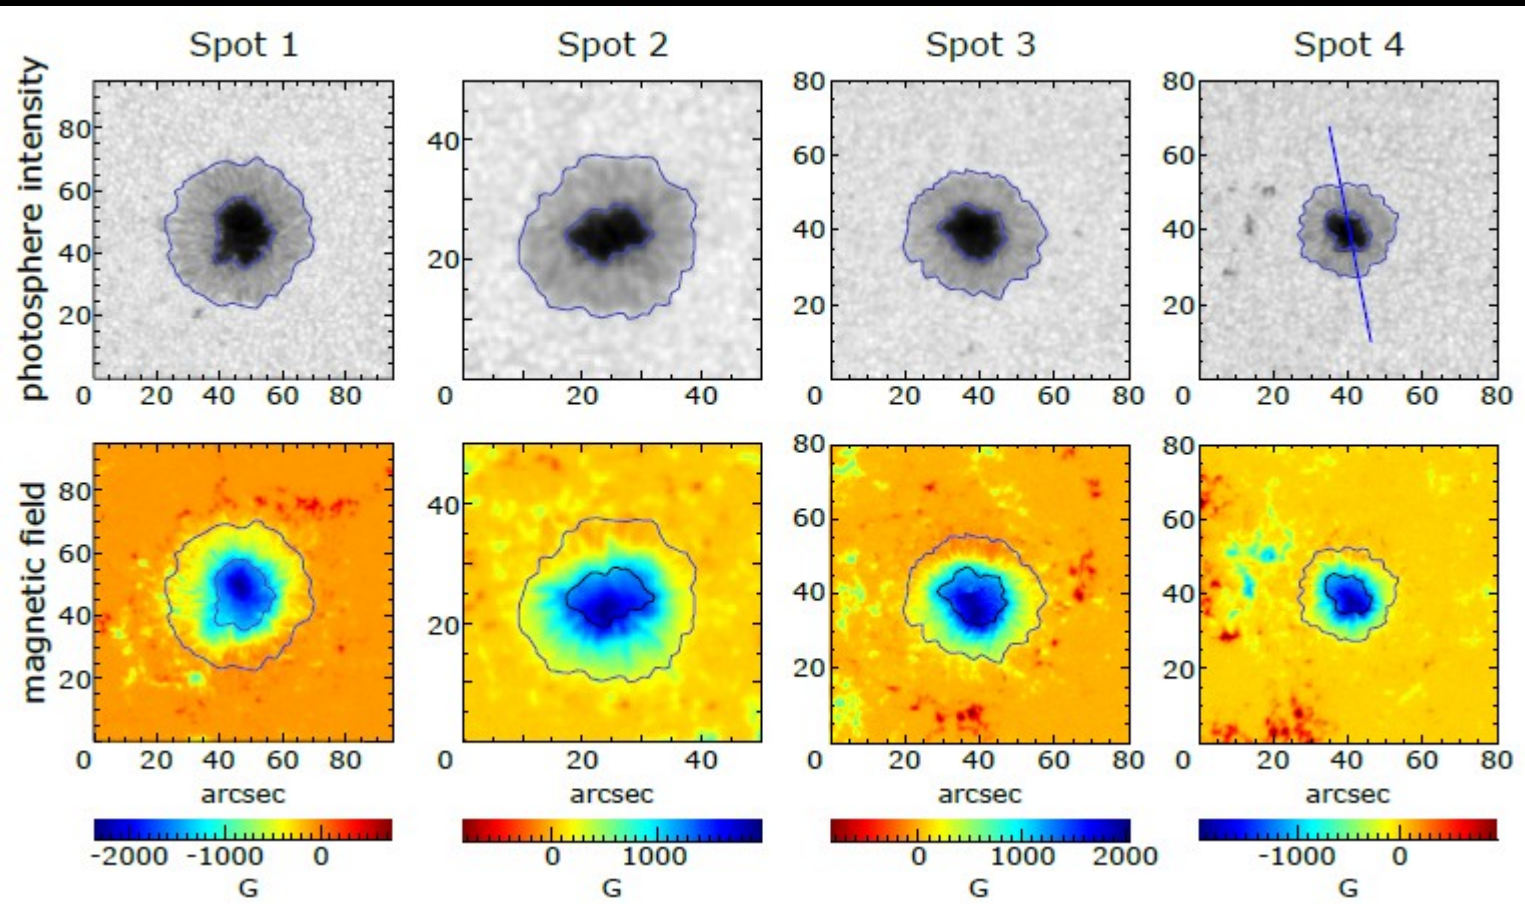 Spot 1 Spot 2 Spot 3 Spot 4
photosphere intensity
80 60 40 20
40 20
80 60 40 20
80 60 40 20
0 20 40 60 80 0 20 40 0 20 40 60 80 0 20 40 60 80
magnetic field
80 60 40 20
40 20
80 60 40 20
80 60 40 20
0 20 40 60 80 0 20 40 0 20 40 60 80 0 20 40 60 80
arcsec arcsec arcsec arcsec
-2000 -1000 0 0 1000 0 1000 2000 -1000 0
G G G G